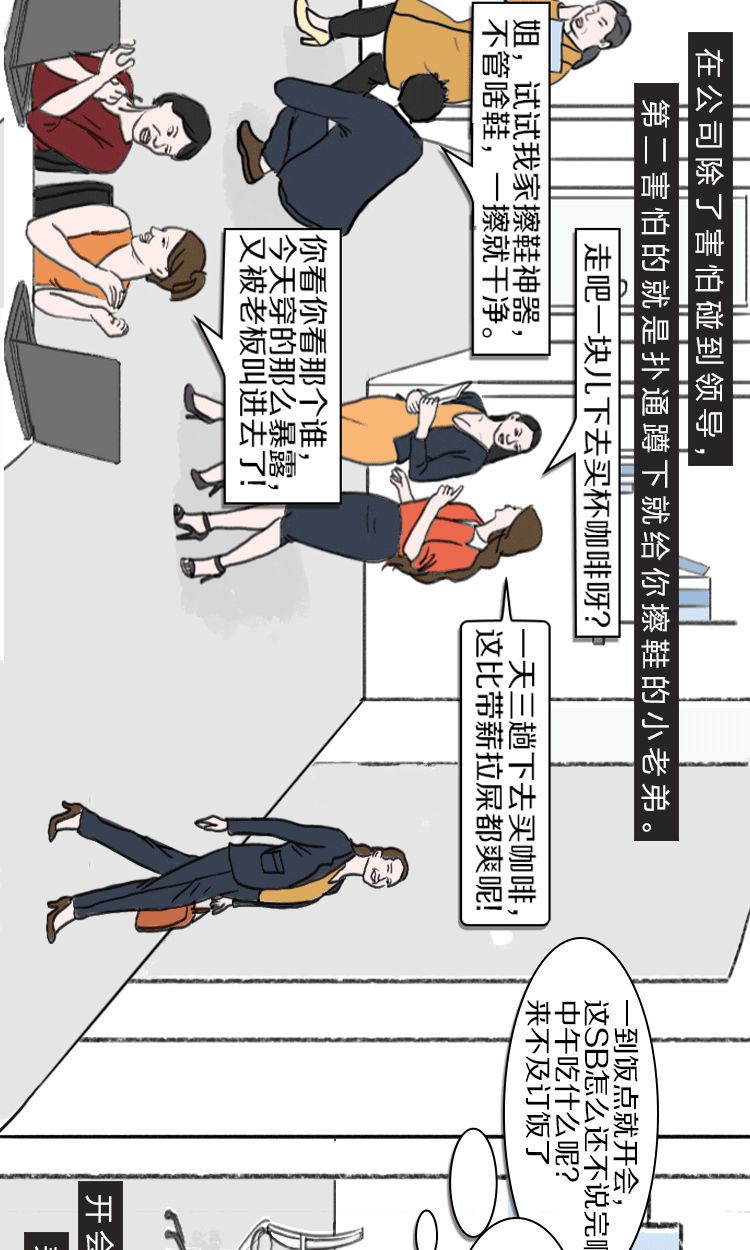 在公司除了害怕碰到领导，
第二害怕的就是扑通蹲下就给你擦鞋的小老弟。
姐，试试我家擦鞋神器，
不管啥鞋，一擦就干净。
走吧一块儿下去买杯咖啡呀？
你看你看那个谁，
今天穿的那么暴露，
又被老板叫进去了！
一天三趟下去买咖啡，
这比带薪拉屎都爽呢！
一到饭点就开会，
这SB怎么还不说完
中午吃什么呢？
来不及订饭了
开会